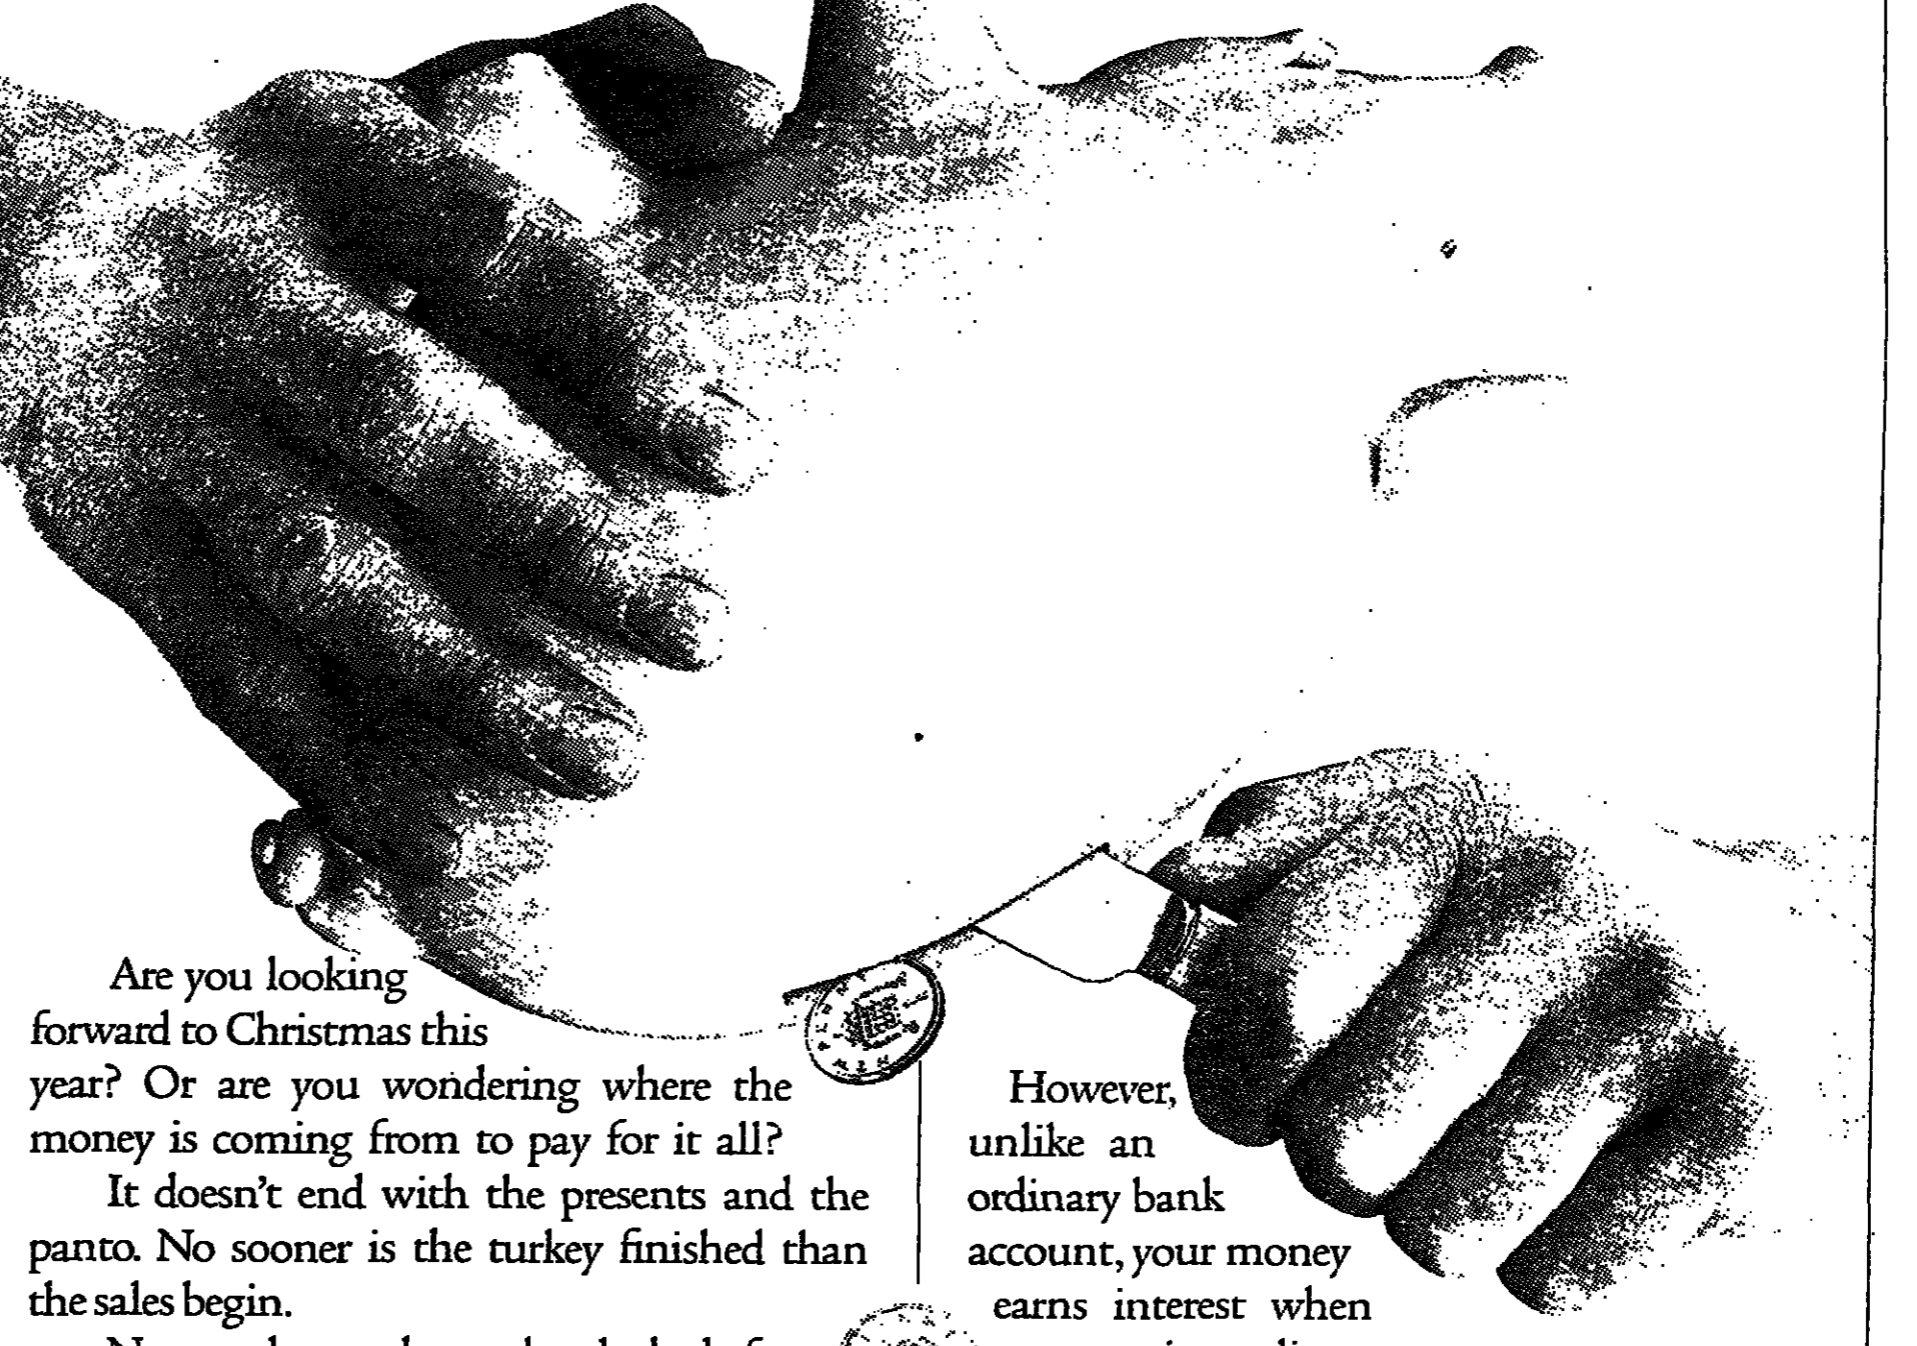 Are you looking
forward to Christmas this
year? Or are you wondering where the
money is coming from to pay for it all?
It doesn't end with the presents and the
panto. No sooner is the turkey finished than
the sales begin.
However,
unlike an
ordinary bank
account, your money
earns interest when